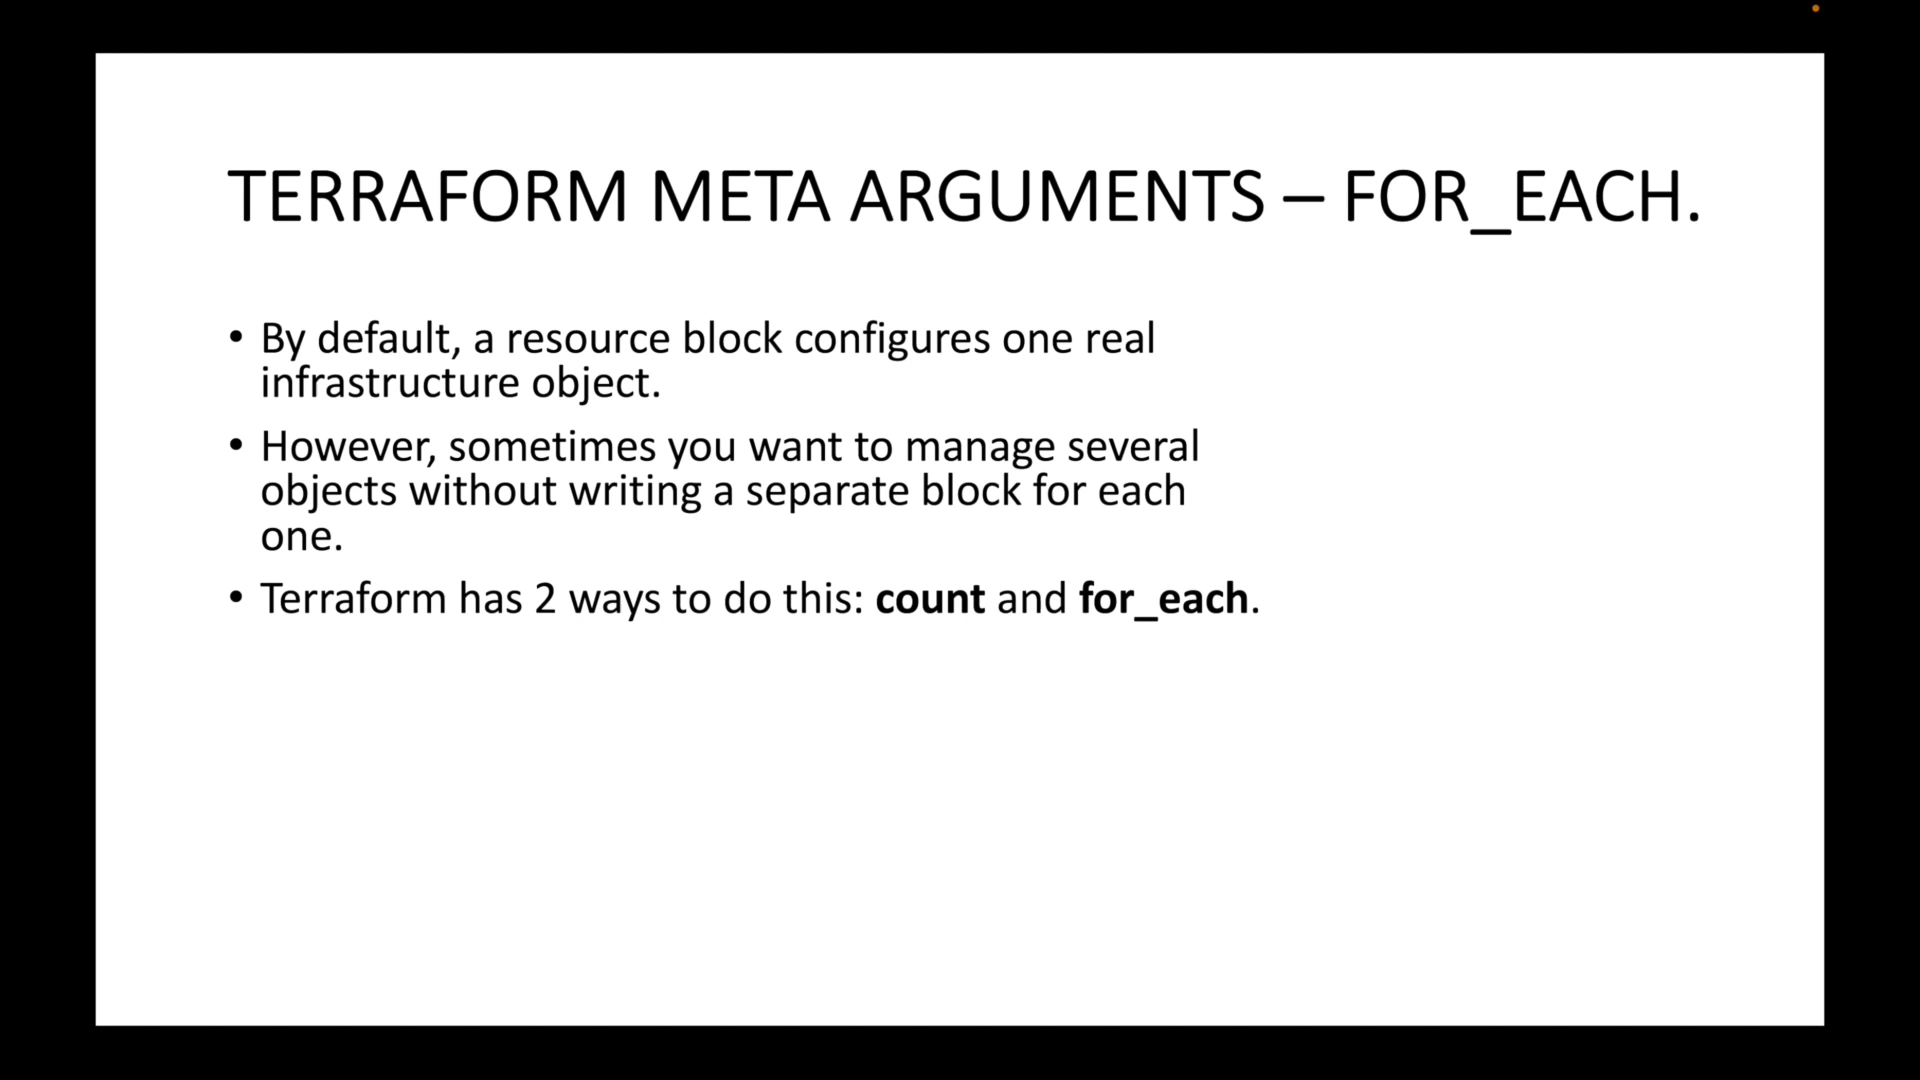 TERRAFORM META ARGUMENTS – FOR_EACH.
• By default, a resource block configures one real
infrastructure object.
• However, sometimes you want to manage several
objects without writing a separate block for each
one.
• Terraform has 2 ways to do this: count and for_each.